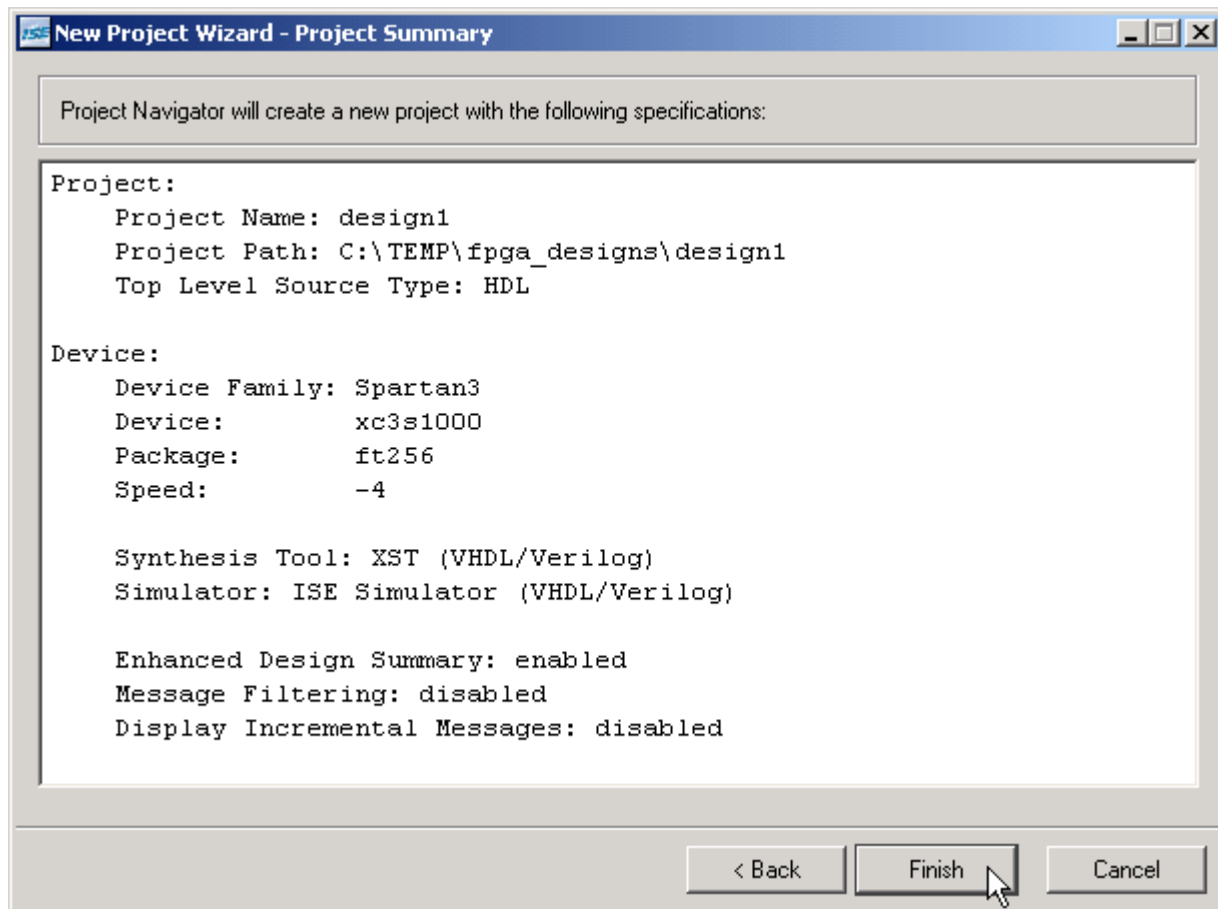 ISE New Project Wizard - Project Summary
Project Navigator will create a new project with the following specifications:
Project:
Project Name: design1
Project Path: C:\TEMP\fpga_designs\design1
Top Level Source Type: HDL
Device:
Device Family: Spartan3
Device: xc3s1000
Package: ft256
Speed: -4
Synthesis Tool: XST (VHDL/Verilog)
Simulator: ISE Simulator (VHDL/Verilog)
Enhanced Design Summary: enabled
Message Filtering: disabled
Display Incremental Messages: disabled
< Back Finish Cancel